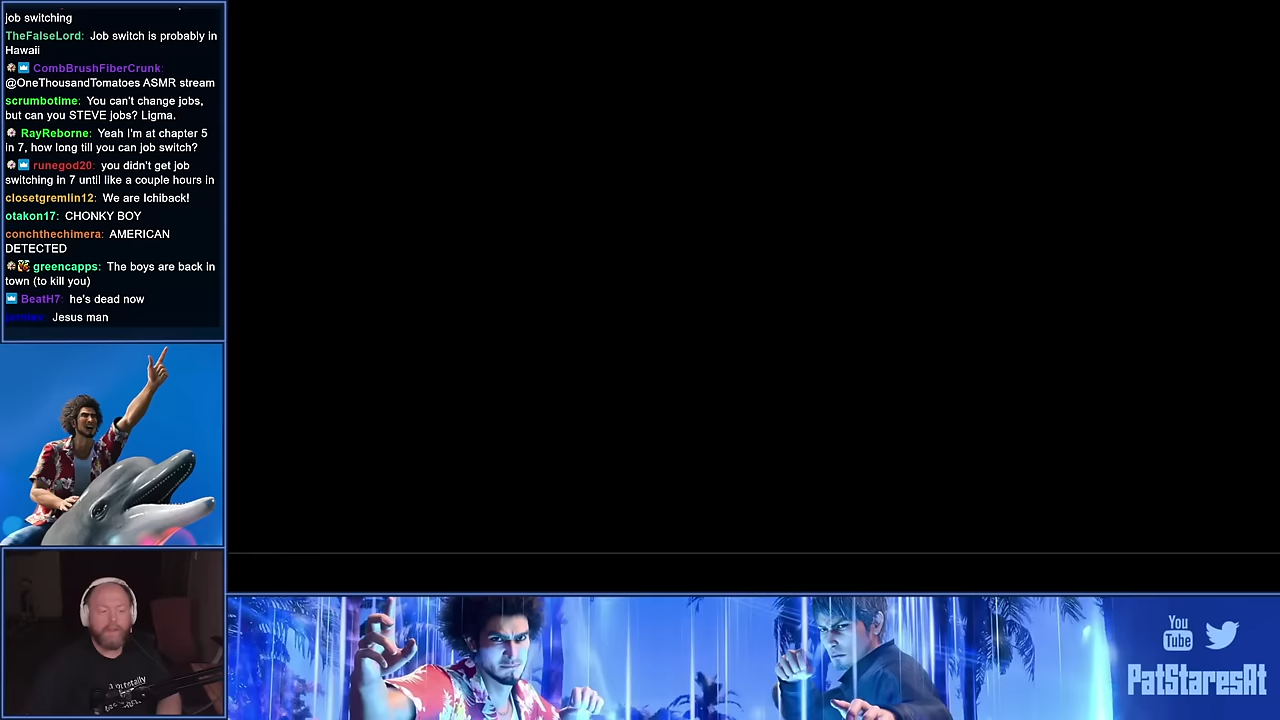 job switching
TheFalseLord: Job switch is probably in
Hawaii
CombBrushFiberCrunk:
@OneThousandTomatoes ASMR stream
scrumbotime: You can't change jobs,
but can you STEVE jobs? Ligma.
RayReborne: Yeah I'm at chapter 5
in 7, how long till you can job switch?
runegod20: you didn't get job
switching in 7 until like a couple hours in
closetgremlin12: We are Ichiback!
otakon17: CHONKY BOY
conchthechimera: AMERICAN
DETECTED
greencapps: The boys are back in
town (to kill you)
BeatH7: he's dead now
Jesus man
I'm totally
You
Tube
PatStaresAt